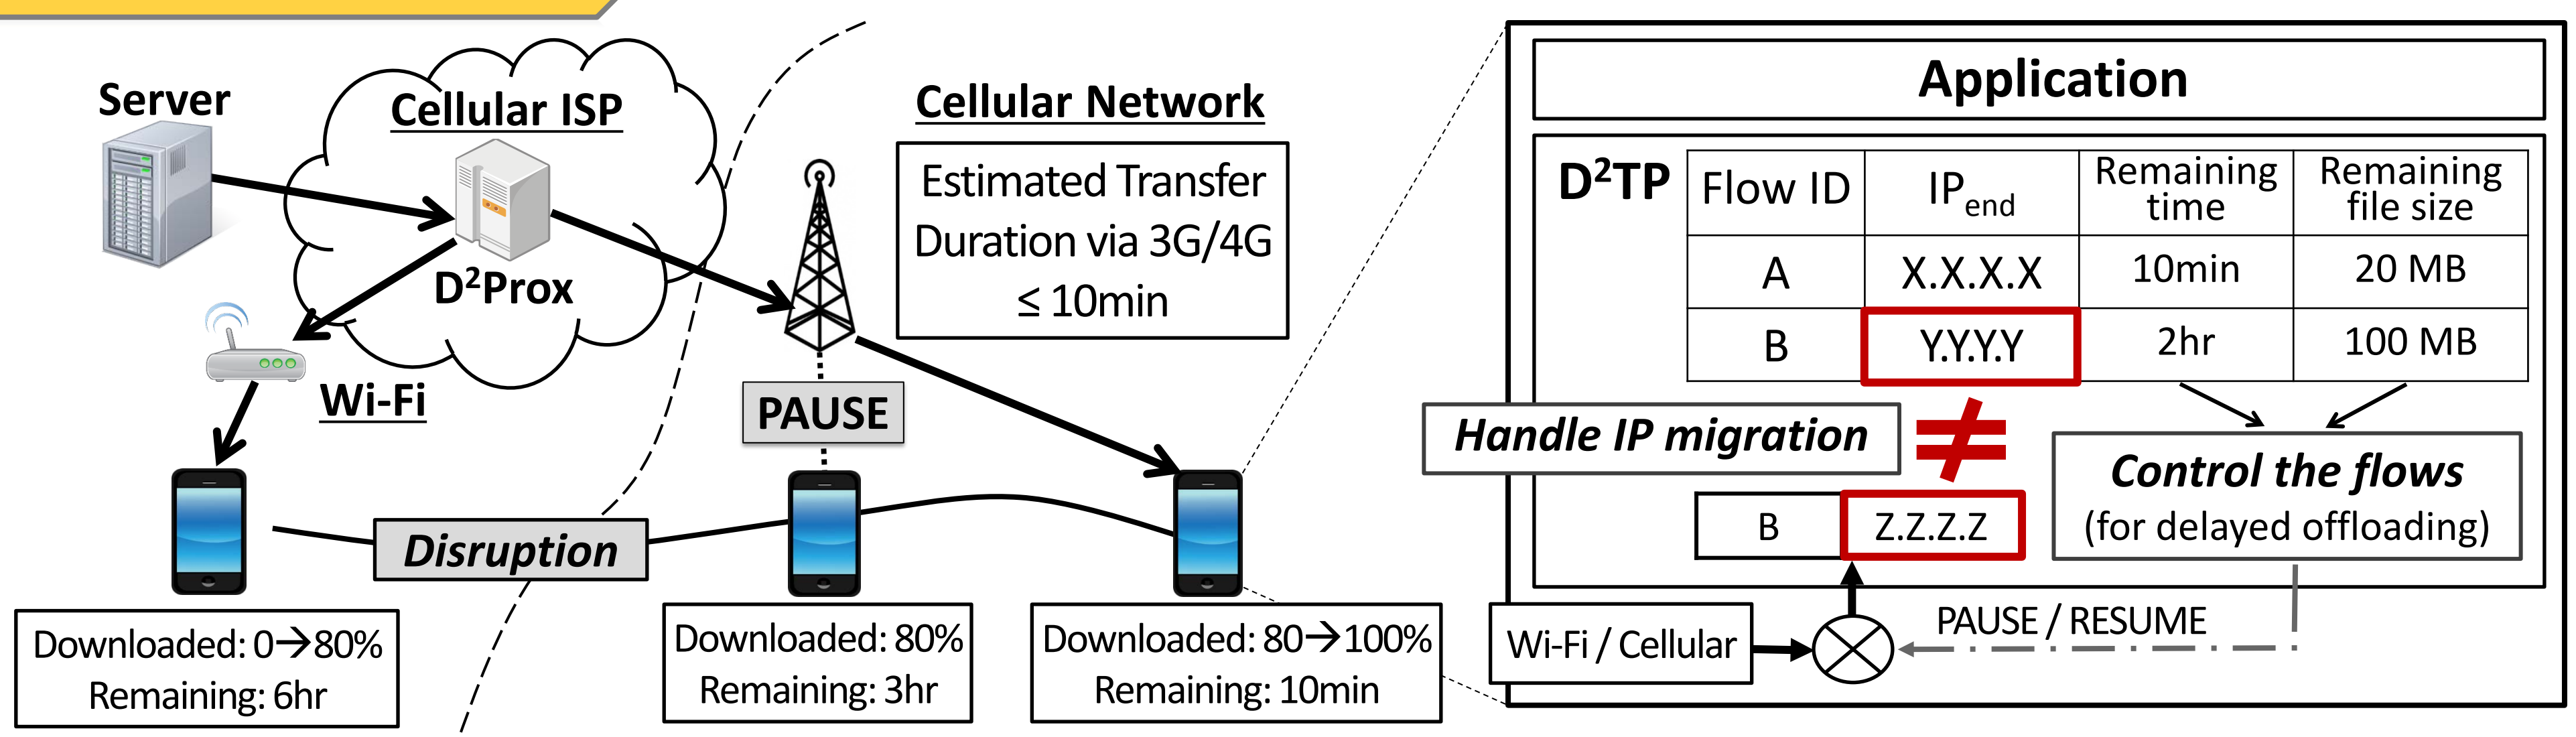 Server
Cellular ISP
D²Prox
Wi-Fi
Cellular Network
Estimated Transfer
Duration via 3G/4G
≤ 10min
PAUSE
Disruption
Downloaded: 0→80%
Remaining: 6hr
Downloaded: 80%
Remaining: 3hr
Downloaded: 80→100%
Remaining: 10min
Application
D²TP
Flow ID IPend Remaining time Remaining file size
A X.X.X.X 10min 20 MB
B Y.Y.Y.Y 2hr 100 MB
Handle IP migration ≠
B Z.Z.Z.Z
Control the flows
(for delayed offloading)
Wi-Fi / Cellular
PAUSE / RESUME